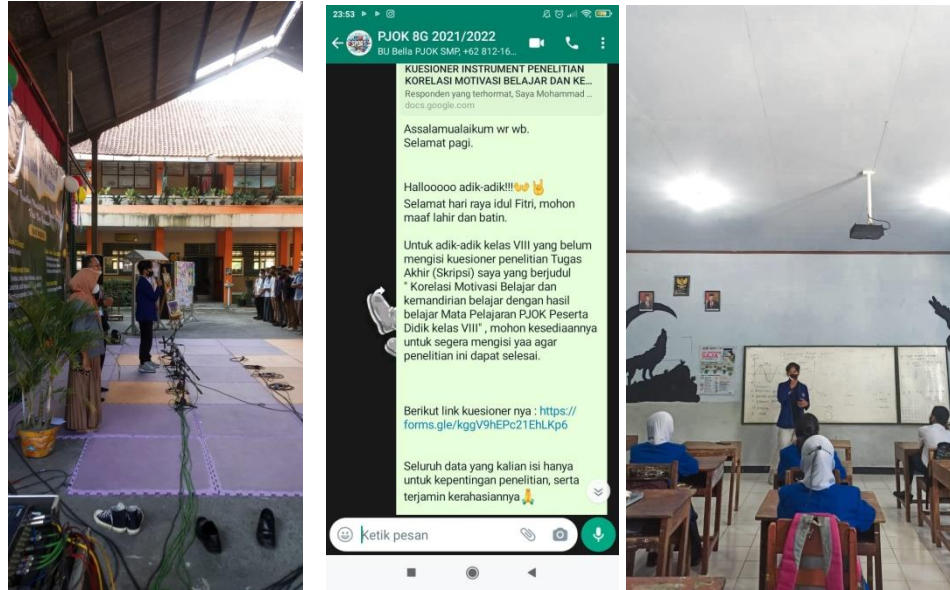 23:53
PJOK 8G 2021/2022
BU Bella PJOK SMP, +62 812-16...
KUESIONER INSTRUMENT PENELITIAN
KORELASI MOTIVASI BELAJAR DAN KE...
Responden yang terhormat, Saya Mohammad ...
docs.google.com
Assalamualaikum wr wb.
Selamat pagi.
Hallooooo adik-adik!!!👐🤘
Selamat hari raya idul Fitri, mohon
maaf lahir dan batin.
Untuk adik-adik kelas VIII yang belum
mengisi kuesioner penelitian Tugas
Akhir (Skripsi) saya yang berjudul
" Korelasi Motivasi Belajar dan
kemandirian belajar dengan hasil
belajar Mata Pelajaran PJOK Peserta
Didik kelas VIII" , mohon kesediaannya
untuk segera mengisi yaa agar
penelitian ini dapat selesai.
Berikut link kuesioner nya : https://
forms.gle/kggV9hEPc21EhLKp6
Seluruh data yang kalian isi hanya
untuk kepentingan penelitian, serta
terjamin kerahasiannya🙏
Ketik pesan